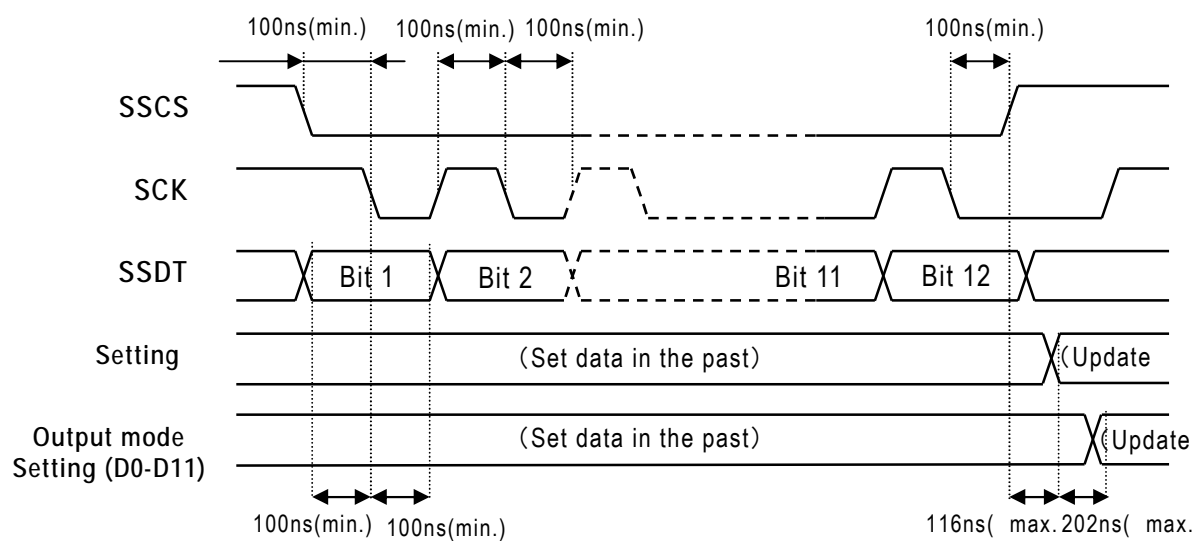 100ns(min.) 100ns(min.) 100ns(min.) 100ns(min.)
SSCS
SCK
SSDT Bit 1 Bit 2 Bit 11 Bit 12
Setting (Set data in the past) (Update
Output mode
Setting (D0-D11) (Set data in the past) (Update
100ns(min.) 100ns(min.) 116ns( max. 202ns( max.